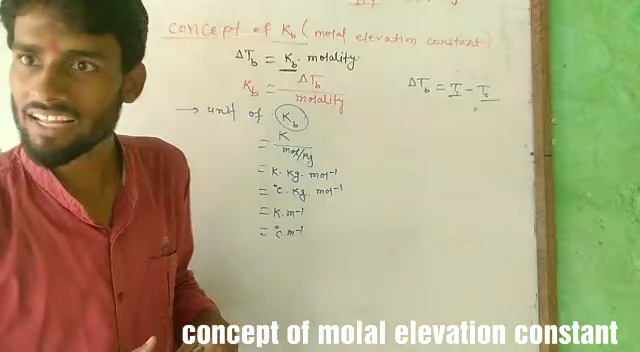 concept of Kb (molal elevation constant)
ΔTb = Kb · molality
Kb = ΔTb / molality
ΔTb = T - Tb
→ unit of Kb
= K / mol/kg
= K · Kg · mol⁻¹
= °C · Kg · mol⁻¹
= K · m⁻¹
= °C · m⁻¹
concept of molal elevation constant